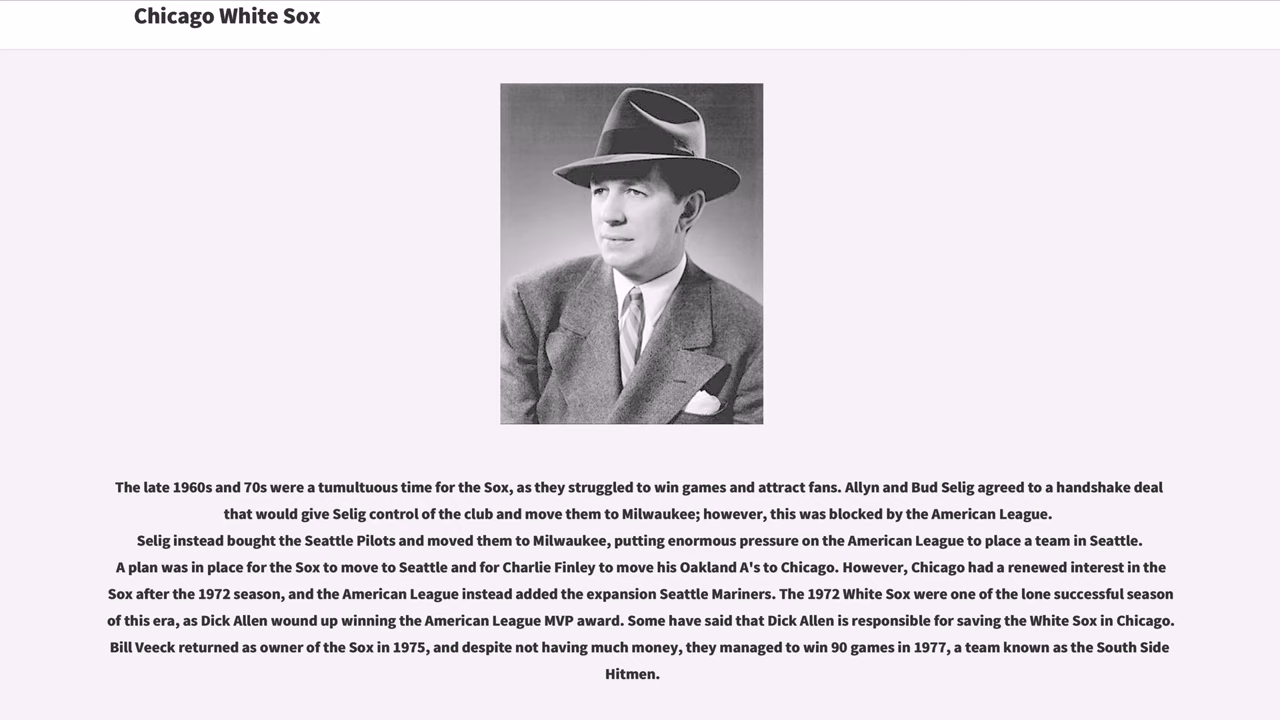 Chicago White Sox
The late 1960s and 70s were a tumultuous time for the Sox, as they struggled to win games and attract fans. Allyn and Bud Selig agreed to a handshake deal
that would give Selig control of the club and move them to Milwaukee; however, this was blocked by the American League.
Selig instead bought the Seattle Pilots and moved them to Milwaukee, putting enormous pressure on the American League to place a team in Seattle.
A plan was in place for the Sox to move to Seattle and for Charlie Finley to move his Oakland A's to Chicago. However, Chicago had a renewed interest in the
Sox after the 1972 season, and the American League instead added the expansion Seattle Mariners. The 1972 White Sox were one of the lone successful season
of this era, as Dick Allen wound up winning the American League MVP award. Some have said that Dick Allen is responsible for saving the White Sox in Chicago.
Bill Veeck returned as owner of the Sox in 1975, and despite not having much money, they managed to win 90 games in 1977, a team known as the South Side
Hitmen.